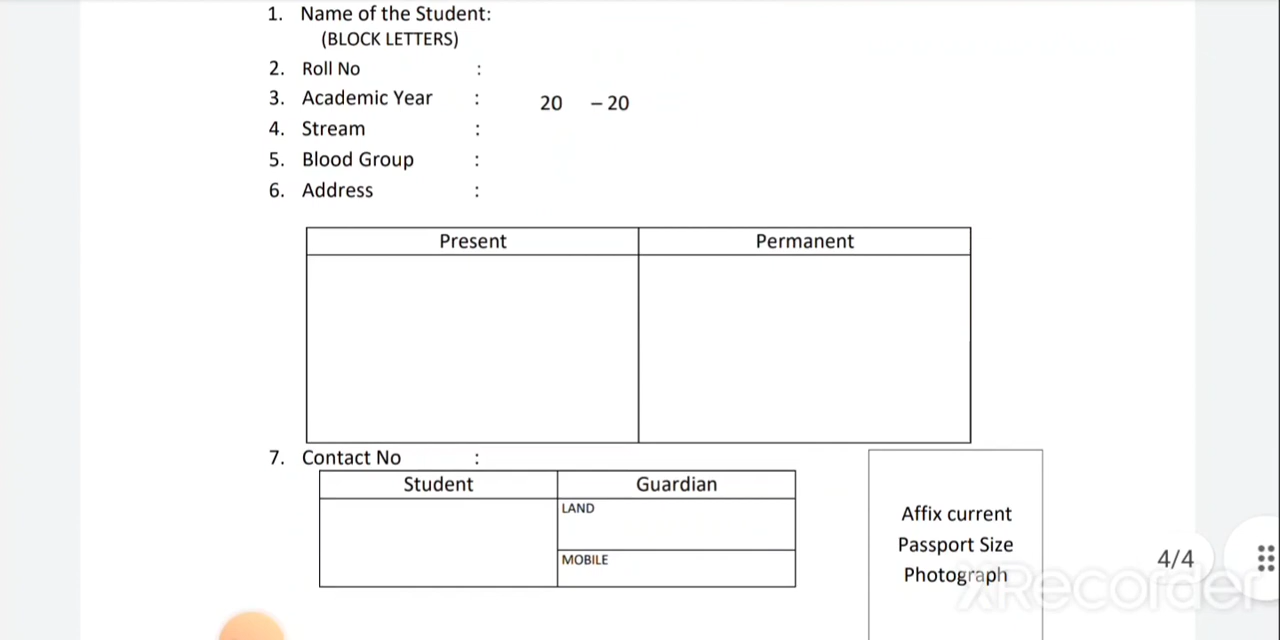 1. Name of the Student:
(BLOCK LETTERS)
2. Roll No :
3. Academic Year : 20 – 20
4. Stream :
5. Blood Group :
6. Address :
Present Permanent
7. Contact No :
Student Guardian
LAND
MOBILE
Affix current
Passport Size
Photograph
4/4
XRecorder